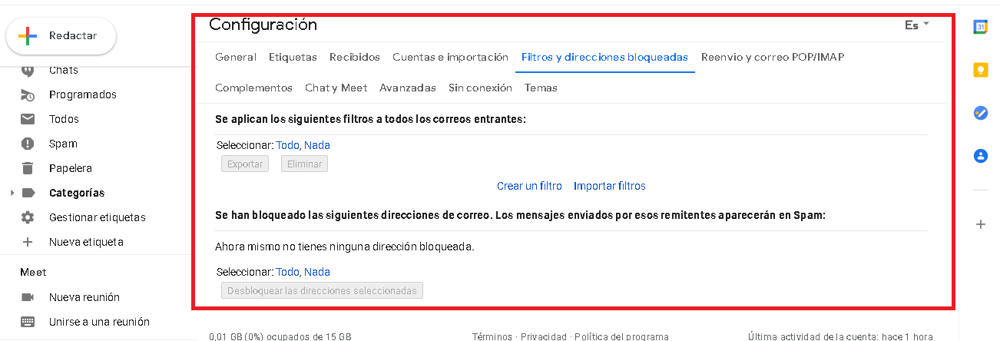 Configuración
Es
Redactar
General Etiquetas Recibidos Cuentas e importación Filtros y direcciones bloqueadas Reenvío y correo POP/IMAP
Complementos Chat y Meet Avanzadas Sin conexión Temas
Chats
Programados
Todos
Spam
Papelera
Categorías
Gestionar etiquetas
Nueva etiqueta
Meet
Nueva reunión
Unirse a una reunión
Se aplican los siguientes filtros a todos los correos entrantes:
Seleccionar: Todo, Nada
Exportar Eliminar
Crear un filtro Importar filtros
Se han bloqueado las siguientes direcciones de correo. Los mensajes enviados por esos remitentes aparecerán en Spam:
Ahora mismo no tienes ninguna dirección bloqueada.
Seleccionar: Todo, Nada
Desbloquear las direcciones seleccionadas
0,01 GB (0%) ocupados de 15 GB
Términos · Privacidad · Política del programa
Última actividad de la cuenta: hace 1 hora
31